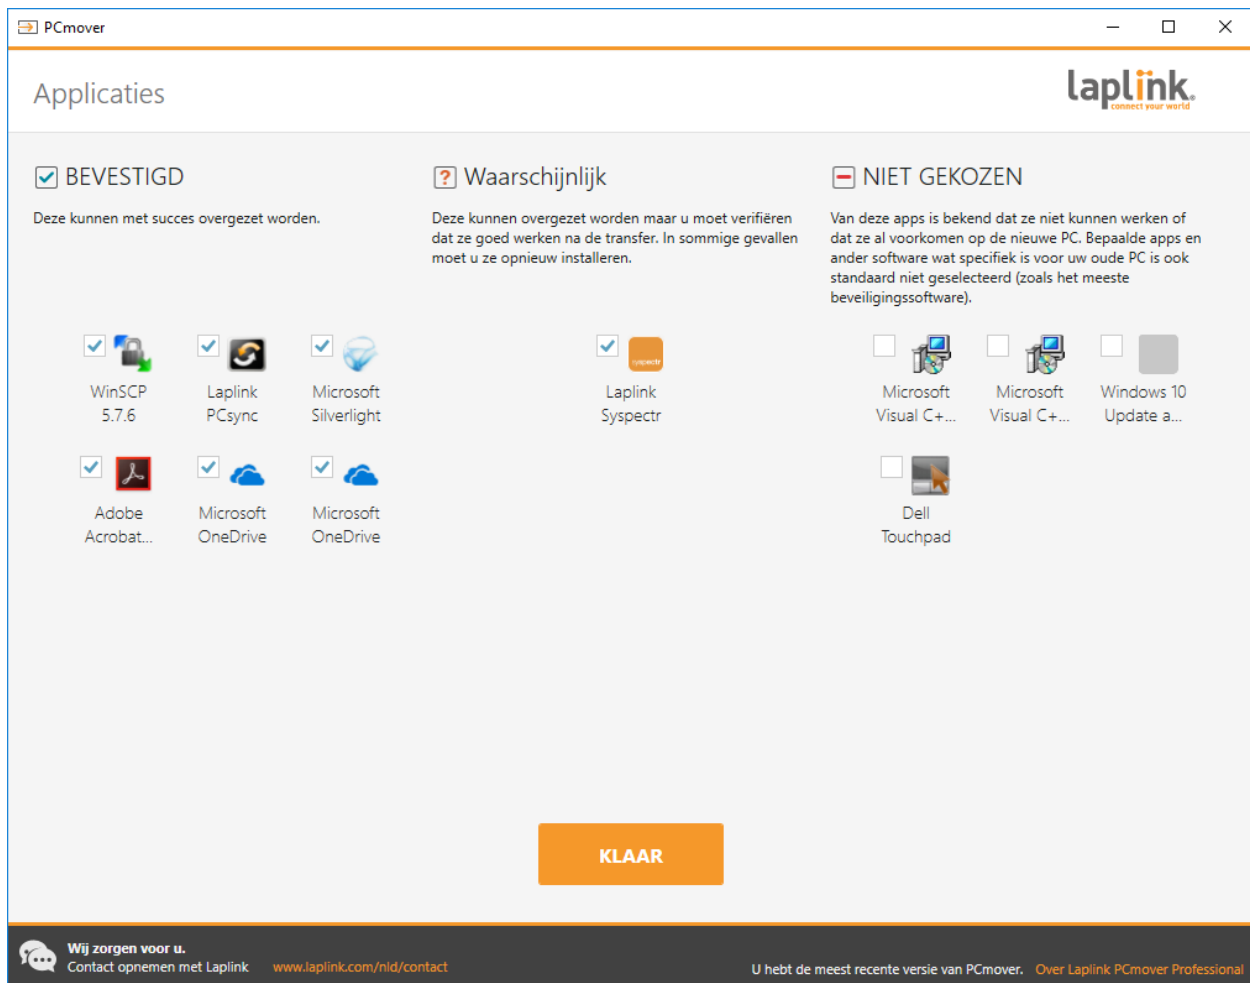 PCmover
Applicaties
laplink.
connect your world
BEVESTIGD
Deze kunnen met succes overgezet worden.
WinSCP
5.7.6
Laplink
PCsync
Microsoft
Silverlight
Adobe
Acrobat...
Microsoft
OneDrive
Microsoft
OneDrive
? Waarschijnlijk
Deze kunnen overgezet worden maar u moet verifiëren
dat ze goed werken na de transfer. In sommige gevallen
moet u ze opnieuw installeren.
syspectr
Laplink
Syspectr
NIET GEKOZEN
Van deze apps is bekend dat ze niet kunnen werken of
dat ze al voorkomen op de nieuwe PC. Bepaalde apps en
ander software wat specifiek is voor uw oude PC is ook
standaard niet geselecteerd (zoals het meeste
beveiligingssoftware).
Microsoft
Visual C+...
Microsoft
Visual C+...
Windows 10
Update a...
Dell
Touchpad
KLAAR
Wij zorgen voor u.
Contact opnemen met Laplink www.laplink.com/nld/contact
U hebt de meest recente versie van PCmover. Over Laplink PCmover Professional